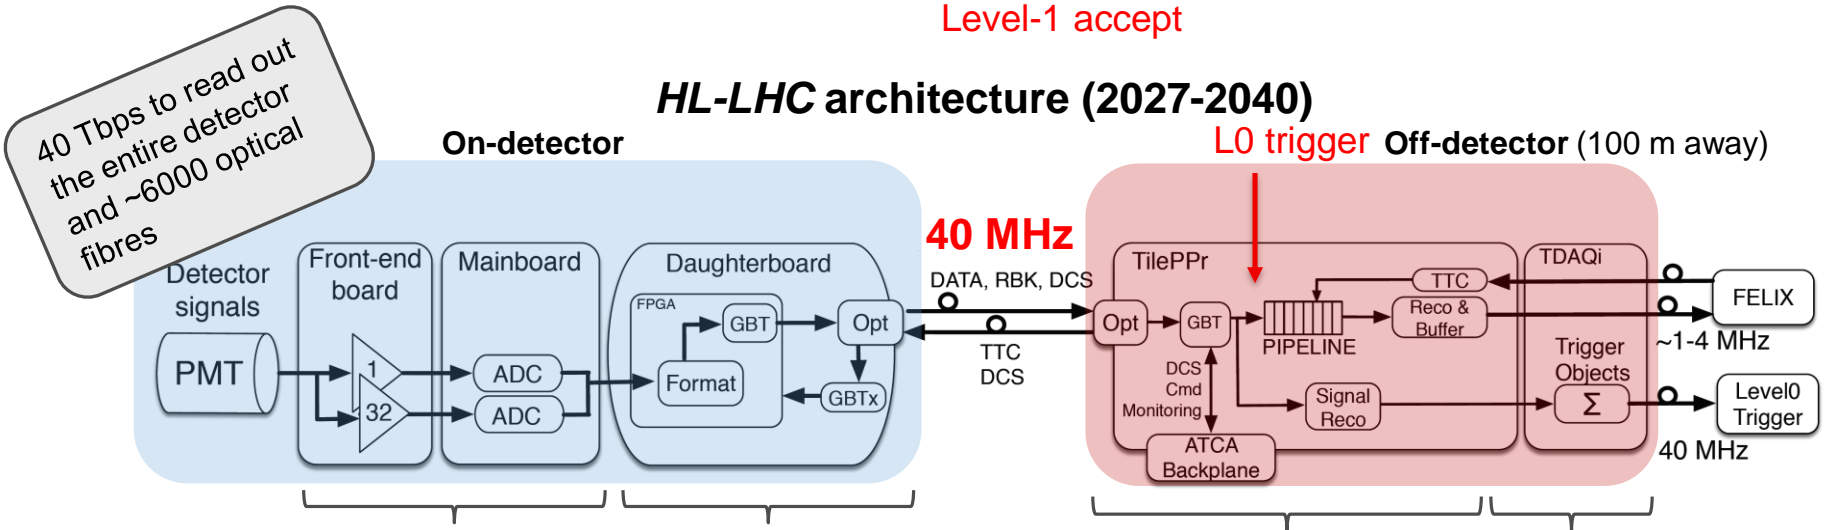 Level-1 accept
HL-LHC architecture (2027-2040)
40 Tbps to read out
the entire detector
and ~6000 optical
fibres
On-detector
L0 trigger
Off-detector (100 m away)
40 MHz
Detector
signals
PMT
Front-end
board
1
32
Mainboard
ADC
ADC
Daughterboard
FPGA
GBT
Format
Opt
GBTx
DATA, RBK, DCS
TTC
DCS
TilePPr
Opt
GBT
PIPELINE
TTC
Reco &
Buffer
DCS
Cmd
Monitoring
Signal
Reco
ATCA
Backplane
TDAQi
Trigger
Objects
Σ
FELIX
~1-4 MHz
Level0
Trigger
40 MHz